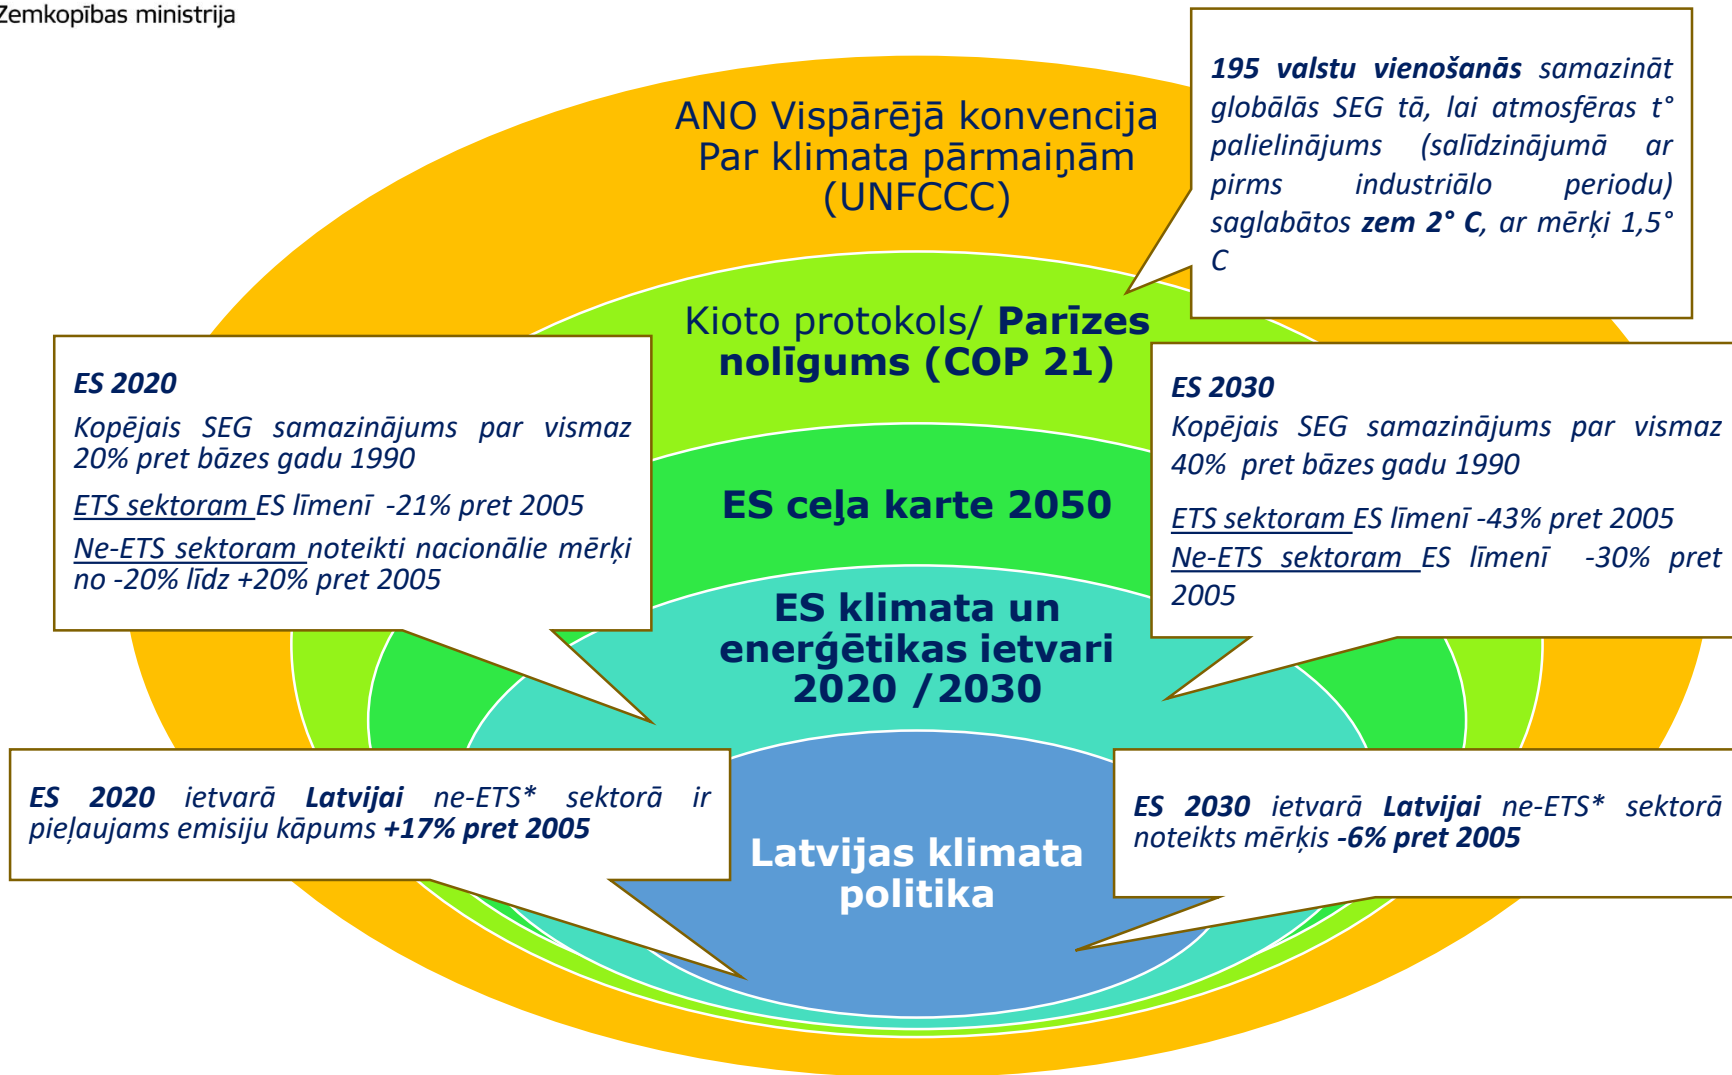 Zemkopības ministrija
195 valstu vienošanās samazināt
globālās SEG tā, lai atmosfēras t°
palielinājums (salīdzinājumā ar
pirms industriālo periodu)
saglabātos zem 2° C, ar mērķi 1,5°
C
ANO Vispārējā konvencija
Par klimata pārmaiņām
(UNFCCC)
Kioto protokols/ Parīzes
nolīgums (COP 21)
ES 2020
Kopējais SEG samazinājums par vismaz
20% pret bāzes gadu 1990
ETS sektoram ES līmenī -21% pret 2005
Ne-ETS sektoram noteikti nacionālie mērķi
no -20% līdz +20% pret 2005
ES 2030
Kopējais SEG samazinājums par vismaz
40% pret bāzes gadu 1990
ETS sektoram ES līmenī -43% pret 2005
Ne-ETS sektoram ES līmenī -30% pret
2005
ES ceļa karte 2050
ES klimata un
enerģētikas ietvari
2020 /2030
ES 2020 ietvarā Latvijai ne-ETS* sektorā ir
pieļaujams emisiju kāpums +17% pret 2005
ES 2030 ietvarā Latvijai ne-ETS* sektorā
noteikts mērķis -6% pret 2005
Latvijas klimata
politika